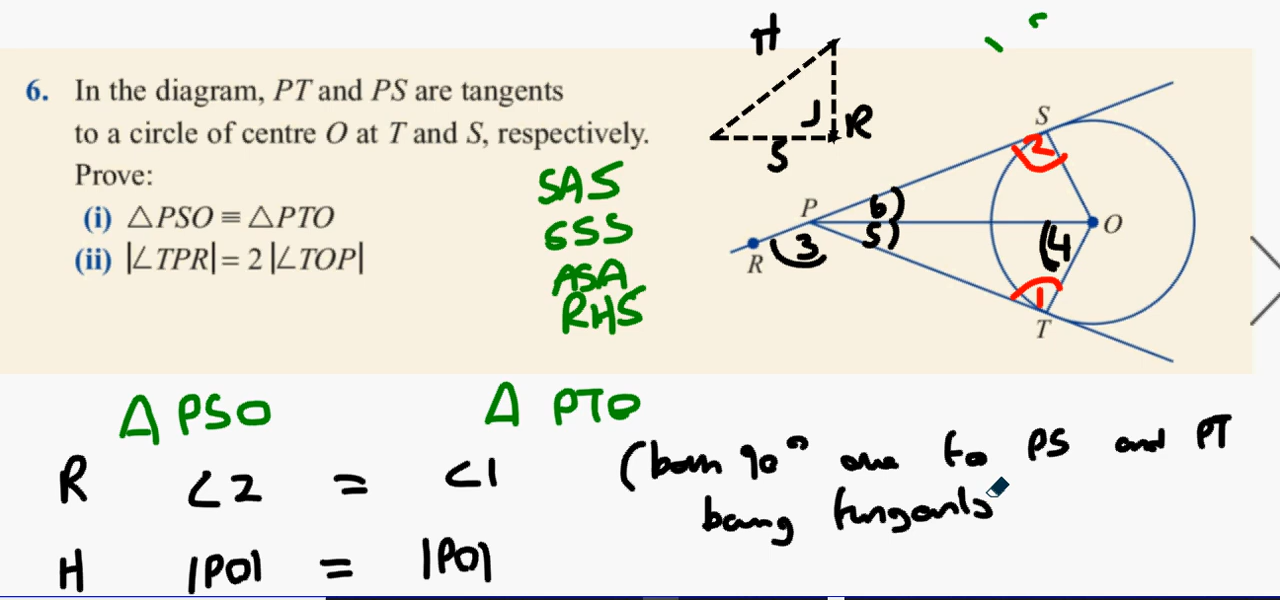 6. In the diagram, PT and PS are tangents
to a circle of centre O at T and S, respectively.
Prove:
(i) △PSO ≡ △PTO
(ii) |∠TPR| = 2 |∠TOP|
SAS
SSS
ASA
RHS
H
R
S
S
2
P
6
5
3
R
4
O
1
T
Δ PSO Δ PTO
R ∠2 = ∠1 (both 90° due to PS and PT
being tangents
H |PO| = |PO|